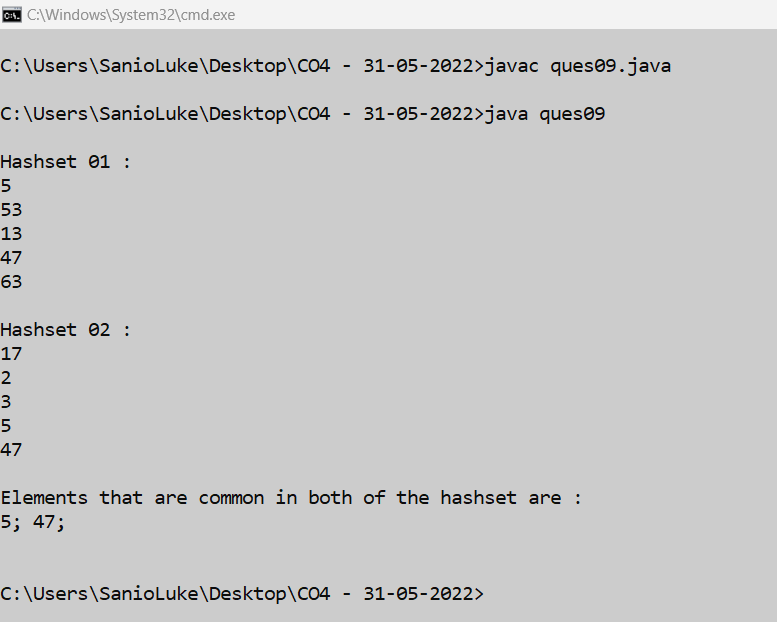 C:\Windows\System32\cmd.exe
C:\Users\SanioLuke\Desktop\CO4 - 31-05-2022>javac ques09.java
C:\Users\SanioLuke\Desktop\CO4 - 31-05-2022>java ques09
Hashset 01 :
5
53
13
47
63
Hashset 02 :
17
2
3
5
47
Elements that are common in both of the hashset are :
5; 47;
C:\Users\SanioLuke\Desktop\CO4 - 31-05-2022>